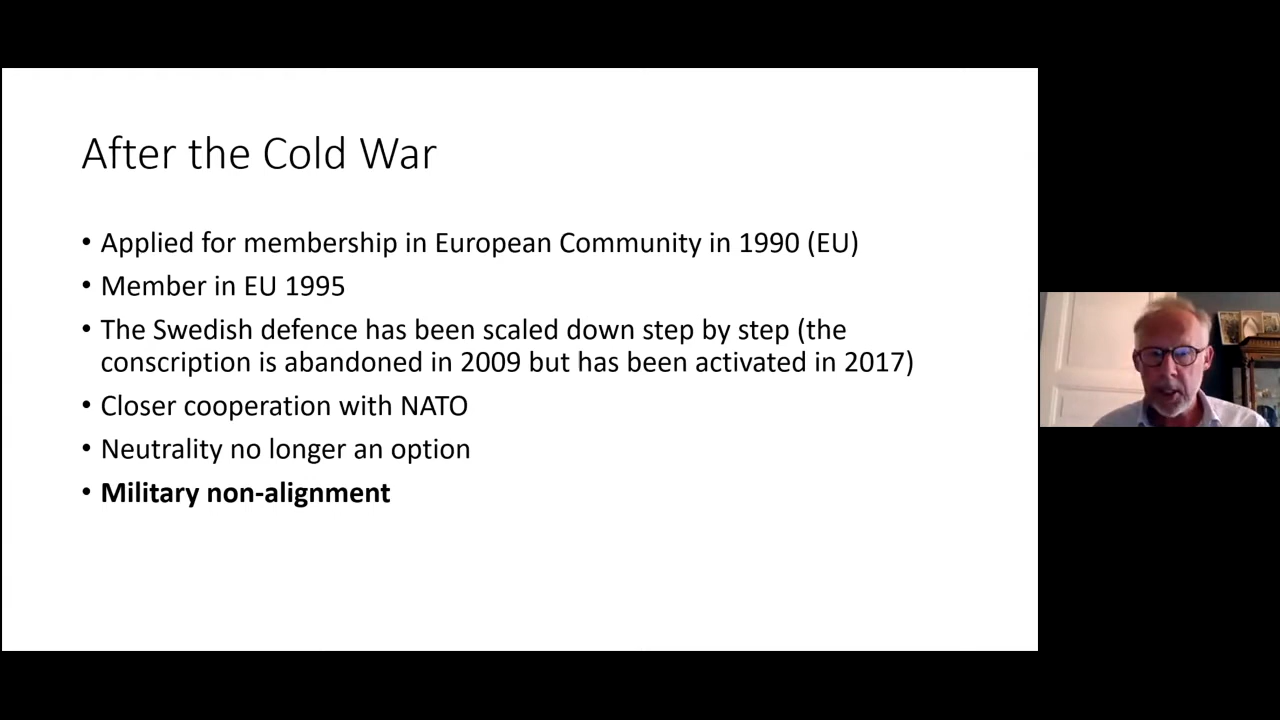 After the Cold War
• Applied for membership in European Community in 1990 (EU)
• Member in EU 1995
• The Swedish defence has been scaled down step by step (the
conscription is abandoned in 2009 but has been activated in 2017)
• Closer cooperation with NATO
• Neutrality no longer an option
• Military non-alignment